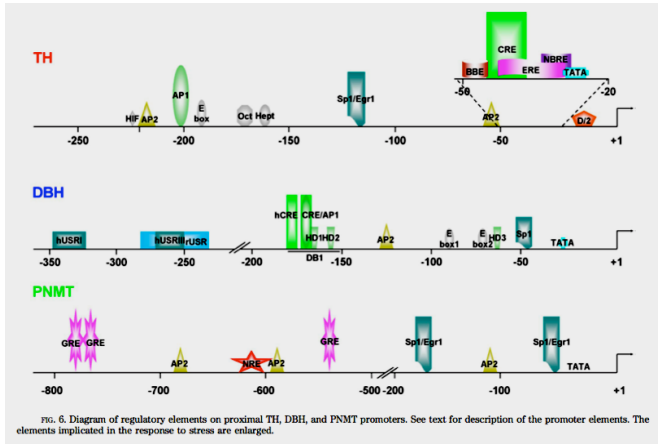 CRE
TH
NBRE
BBE
ERE
TATA
-50
-20
AP1
Sp1/Egr1
HIF
AP2
E
box
Oct
Hept
AP2
D/2
-250
-200
-150
-100
-50
+1
DBH
hCRE
CRE/AP1
hUSRI
hUSRIII
rUSR
HD1
HD2
AP2
E
box1
E
box2
HD3
Sp1
TATA
DB1
-350
-300
-250
-200
-150
-100
-50
+1
PNMT
GRE
GRE
AP2
NRE
AP2
GRE
Sp1/Egr1
AP2
Sp1/Egr1
TATA
-800
-700
-600
-500
-200
-100
+1
FIG. 6. Diagram of regulatory elements on proximal TH, DBH, and PNMT promoters. See text for description of the promoter elements. The
elements implicated in the response to stress are enlarged.